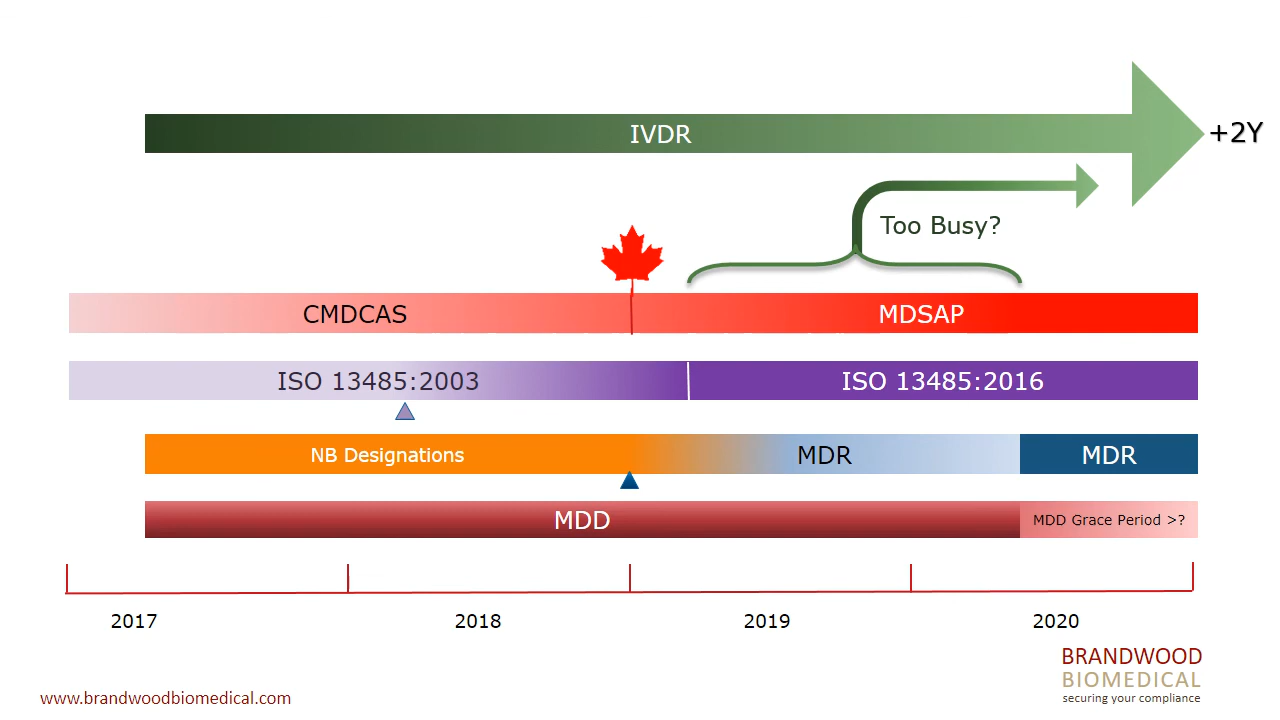 IVDR
+2Y
Too Busy?
CMDCAS
MDSAP
ISO 13485:2003
ISO 13485:2016
NB Designations
MDR
MDR
MDD
MDD Grace Period >?
2017
2018
2019
2020
BRANDWOOD
BIOMEDICAL
securing your compliance
www.brandwoodbiomedical.com